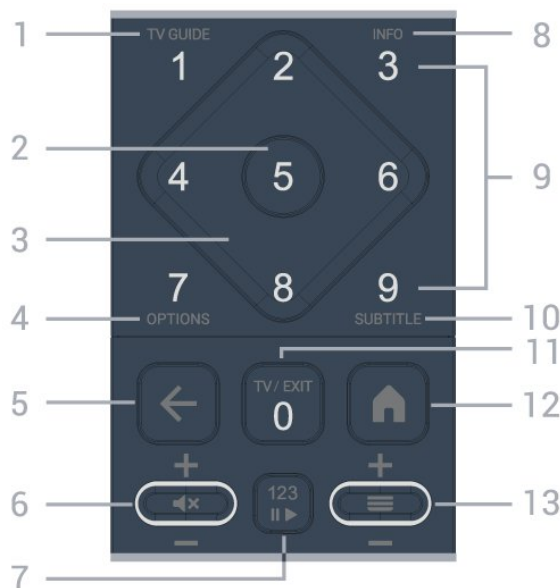 1 TV GUIDE INFO 8
1 2 3
2 4 5 6 9
3
7 8 9
4 OPTIONS SUBTITLE 10
11
5 TV / EXIT 12
0
+ +
6 123 13
− −
7